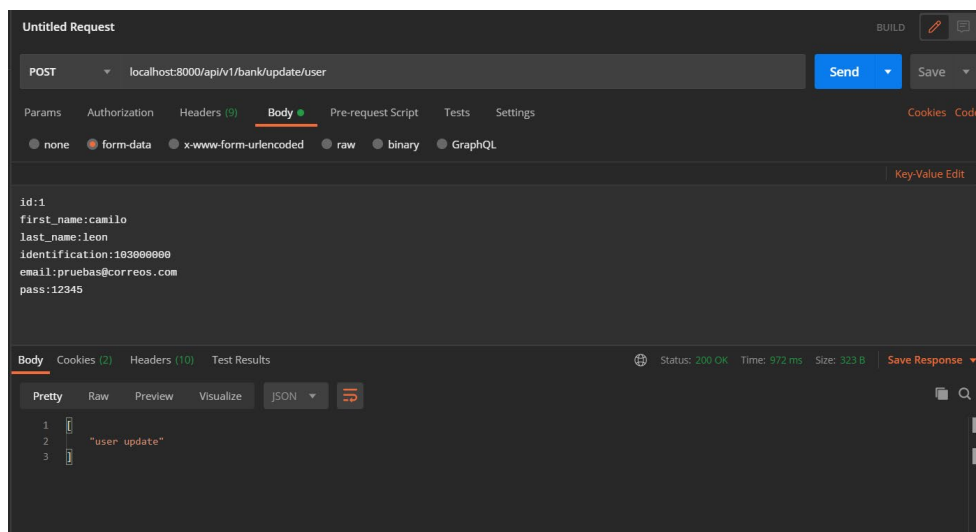 Untitled Request
BUILD
POST localhost:8000/api/v1/bank/update/user Send Save
Params Authorization Headers (9) Body Pre-request Script Tests Settings Cookies Code
none form-data x-www-form-urlencoded raw binary GraphQL
Key-Value Edit
id:1
first_name:camilo
last_name:leon
identification:103000000
email:pruebas@correos.com
pass:12345
Body Cookies (2) Headers (10) Test Results Status: 200 OK Time: 972 ms Size: 323 B Save Response
Pretty Raw Preview Visualize JSON
1 [
2 "user update"
3 ]